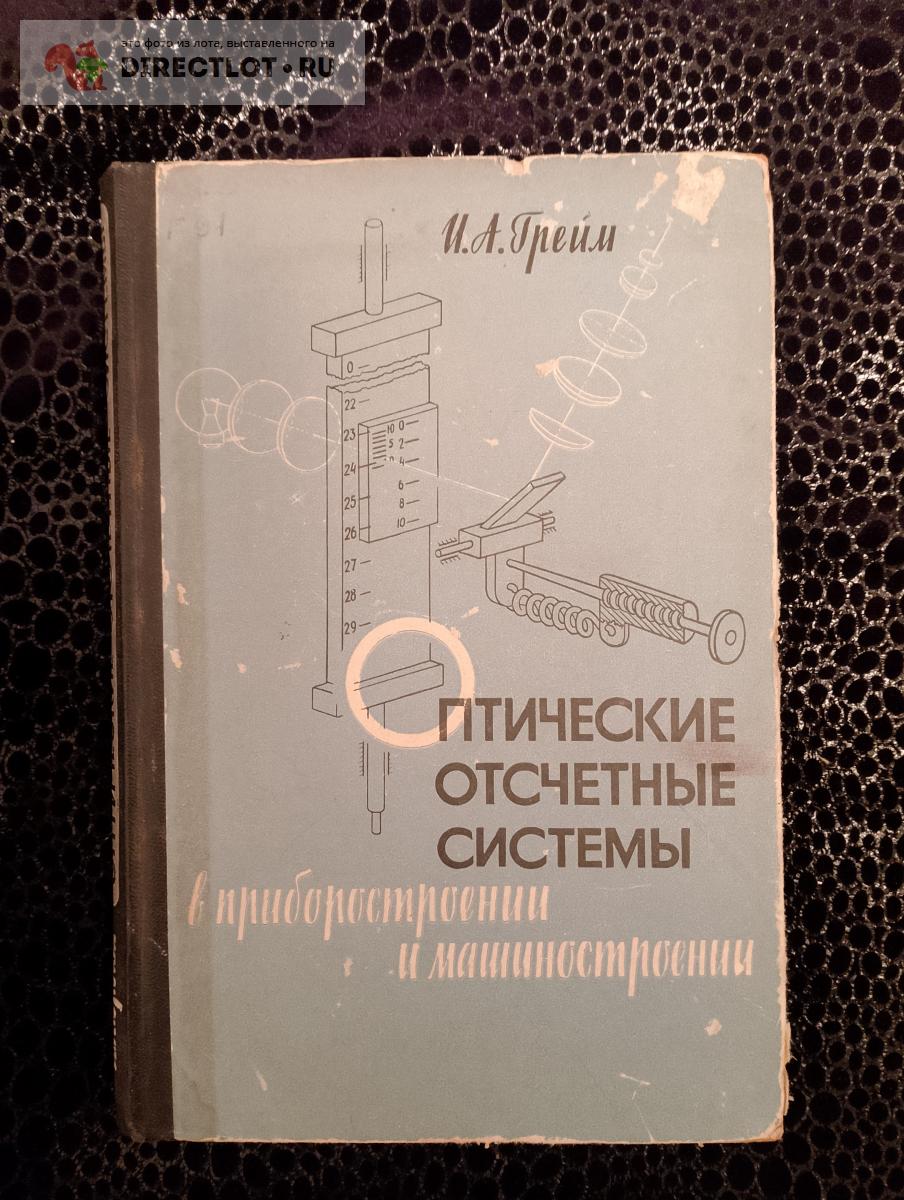 это фото из лота, выставленного на
DIRECTLOT.RU
И.А.Грейм
0
22
23
24
25
26
27
28
29
10
5
0
2
4
6
8
10
ОПТИЧЕСКИЕ
ОТСЧЕТНЫЕ
СИСТЕМЫ
в приборостроении
и машиностроении